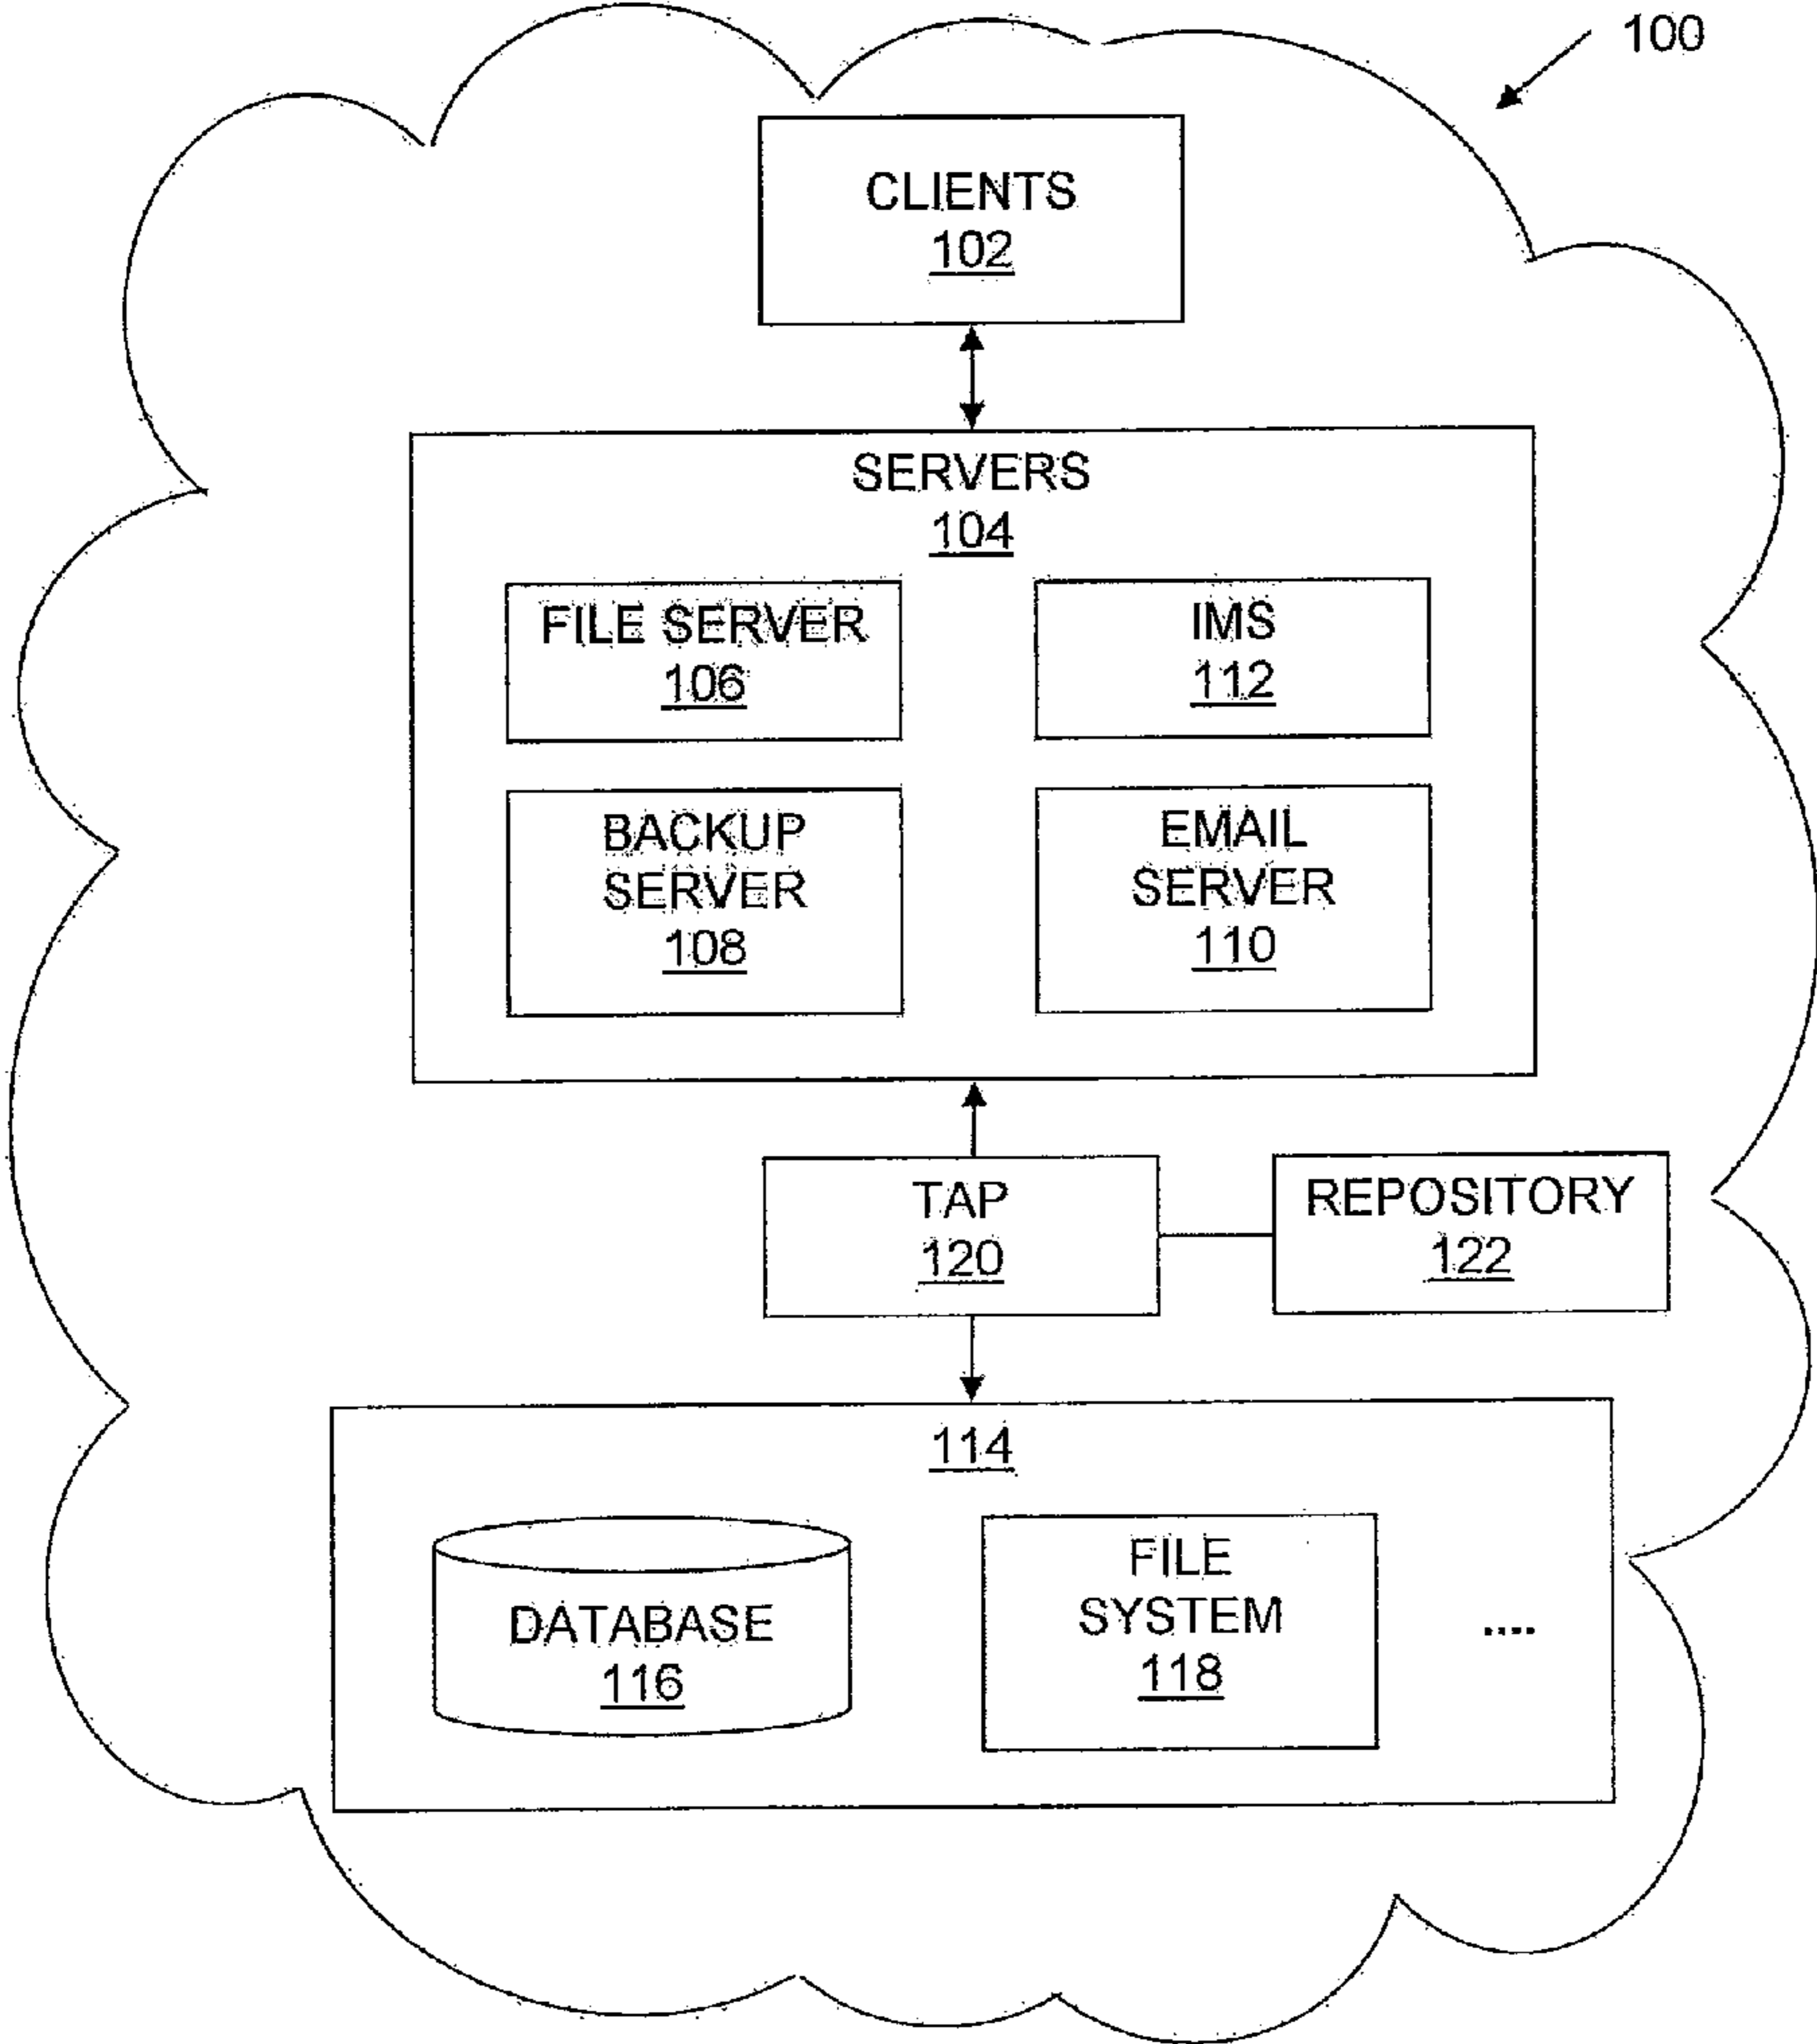 100
CLIENTS
102
SERVERS
104
FILE SERVER
106
IMS
112
BACKUP
SERVER
108
EMAIL
SERVER
110
TAP
120
REPOSITORY
122
114
DATABASE
116
FILE
SYSTEM
118
....